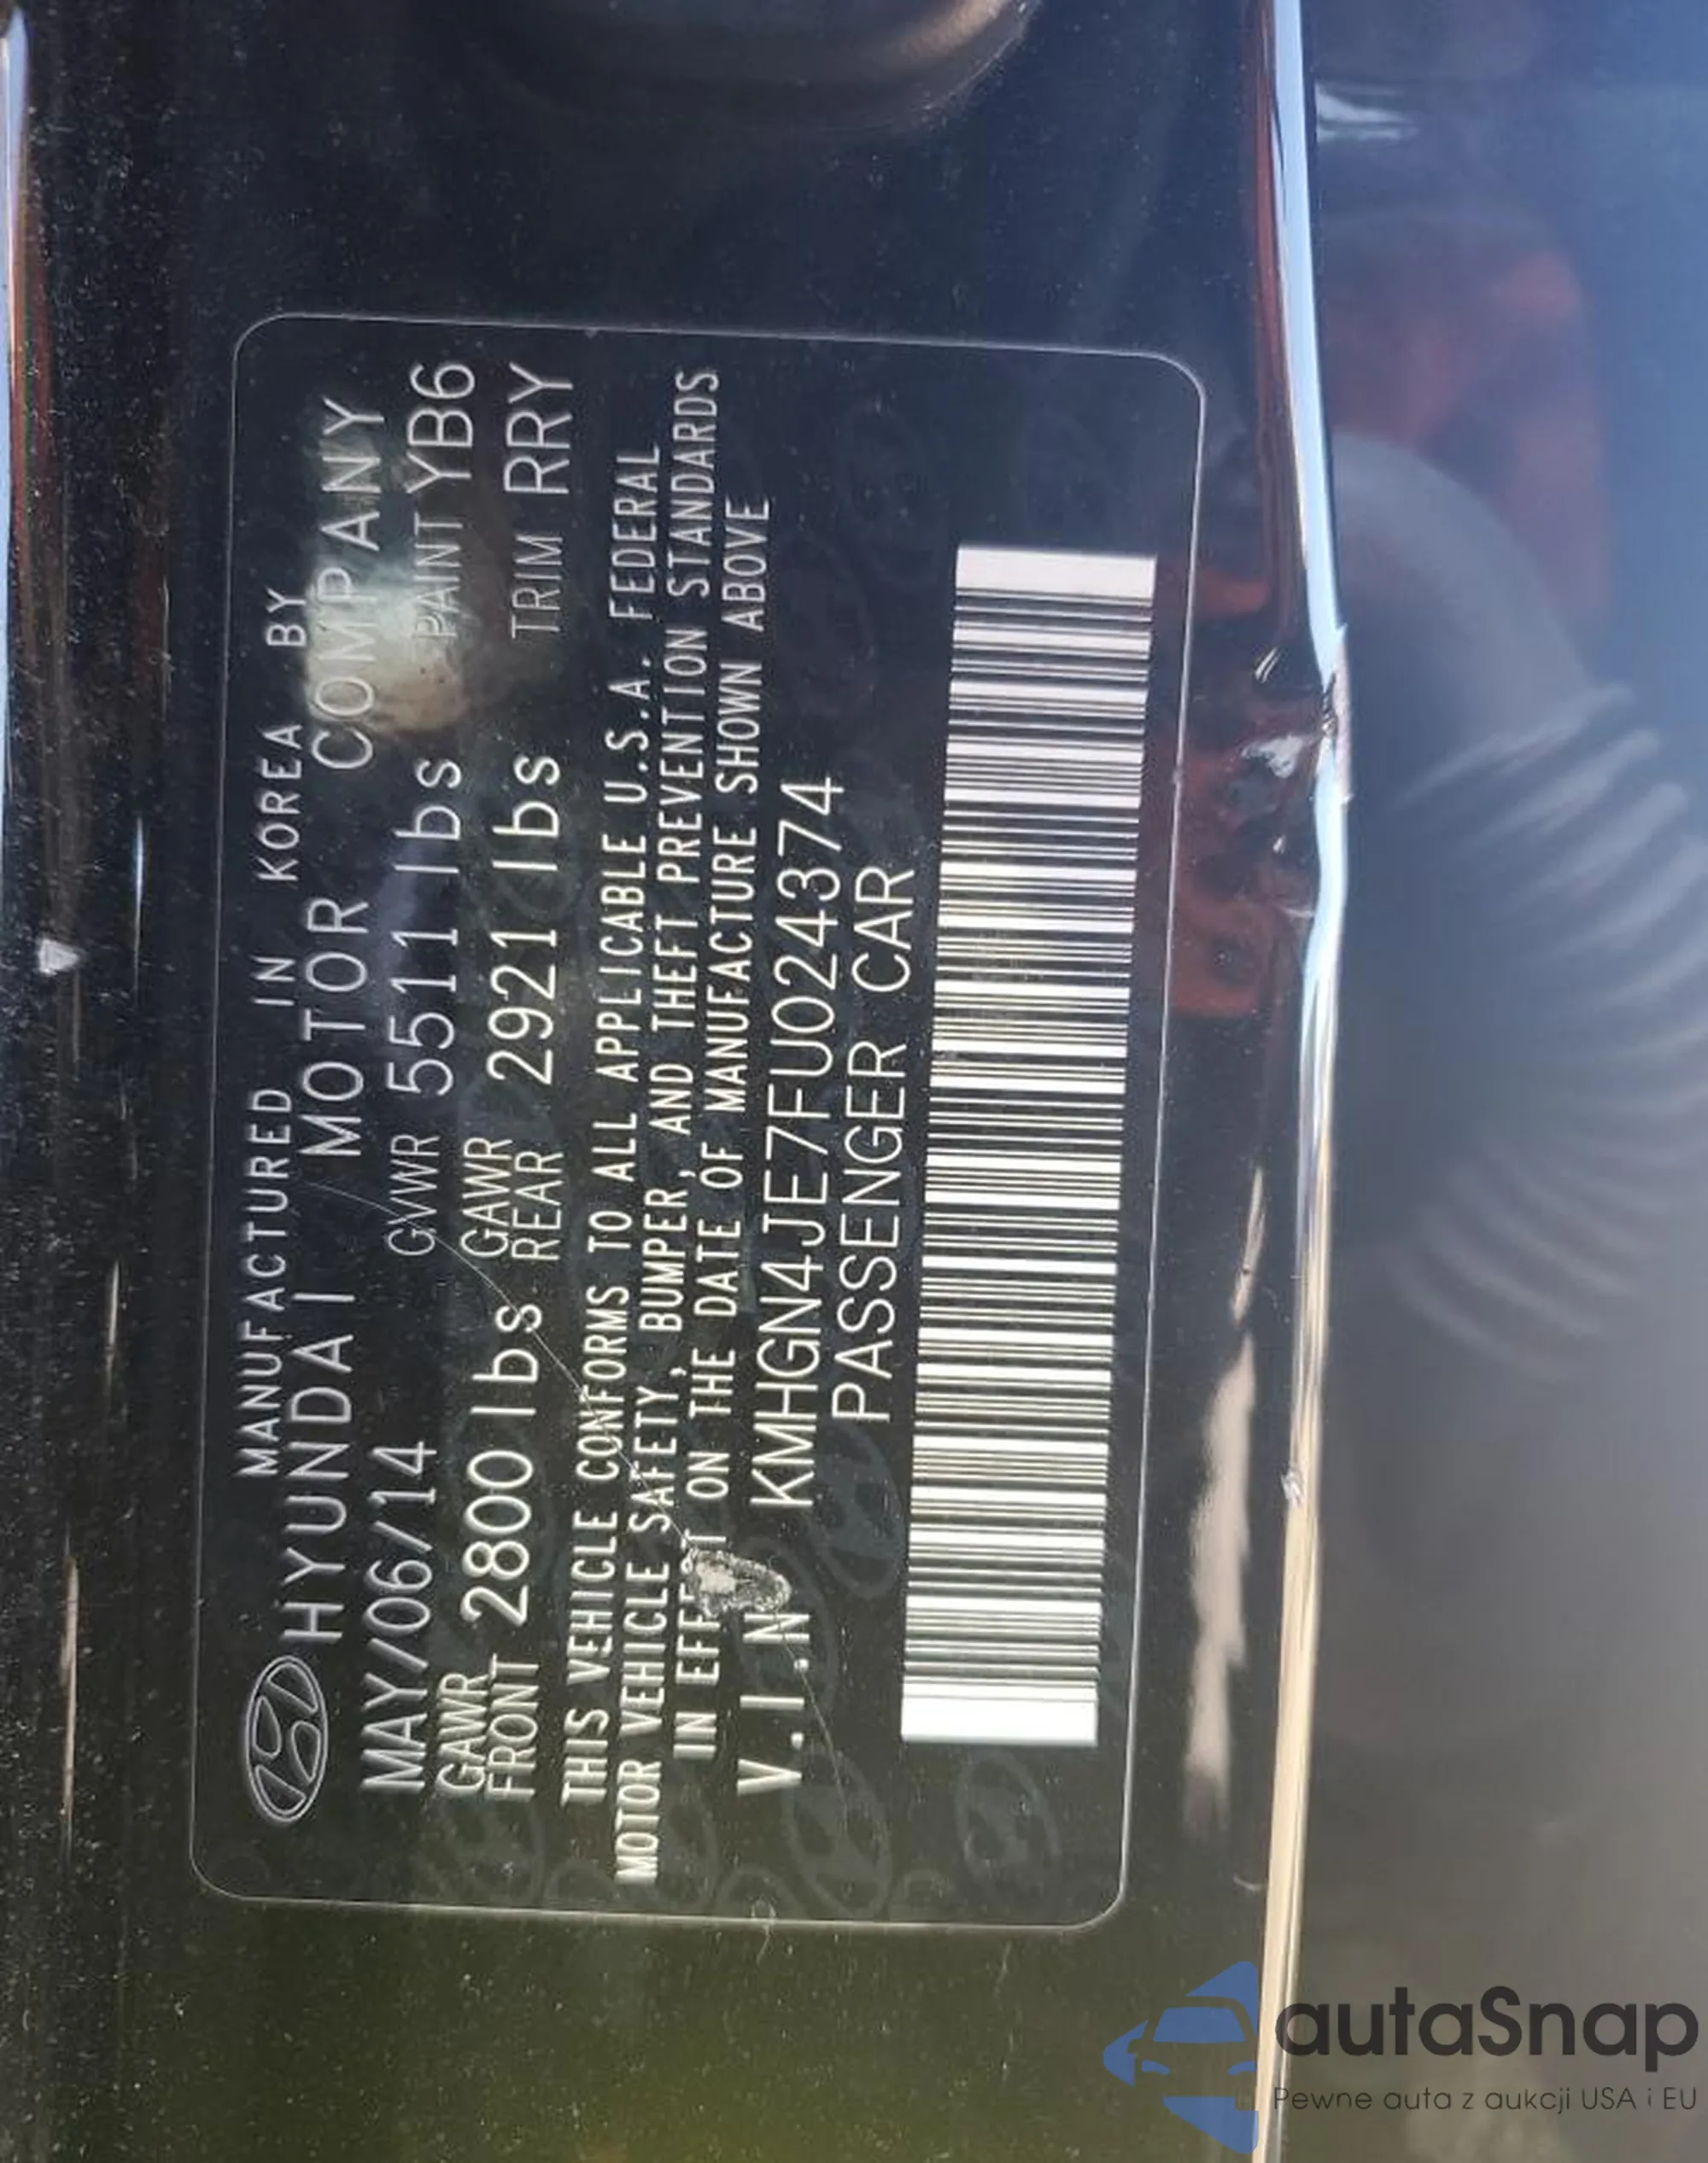 MANUFACTURED IN KOREA BY
HYUNDAI MOTOR COMPANY
MAY/06/14 GVWR 5511 lbs PAINT YB6
GAWR FRONT 2800 lbs GAWR REAR 2921 lbs TRIM RRY
THIS VEHICLE CONFORMS TO ALL APPLICABLE U.S.A. FEDERAL
MOTOR VEHICLE SAFETY, BUMPER, AND THEFT PREVENTION STANDARDS
IN EFFECT ON THE DATE OF MANUFACTURE SHOWN ABOVE
V.I.N KMHGN4JE7FU024374
PASSENGER CAR
autaSnap
Pewne auta z aukcji USA i EU